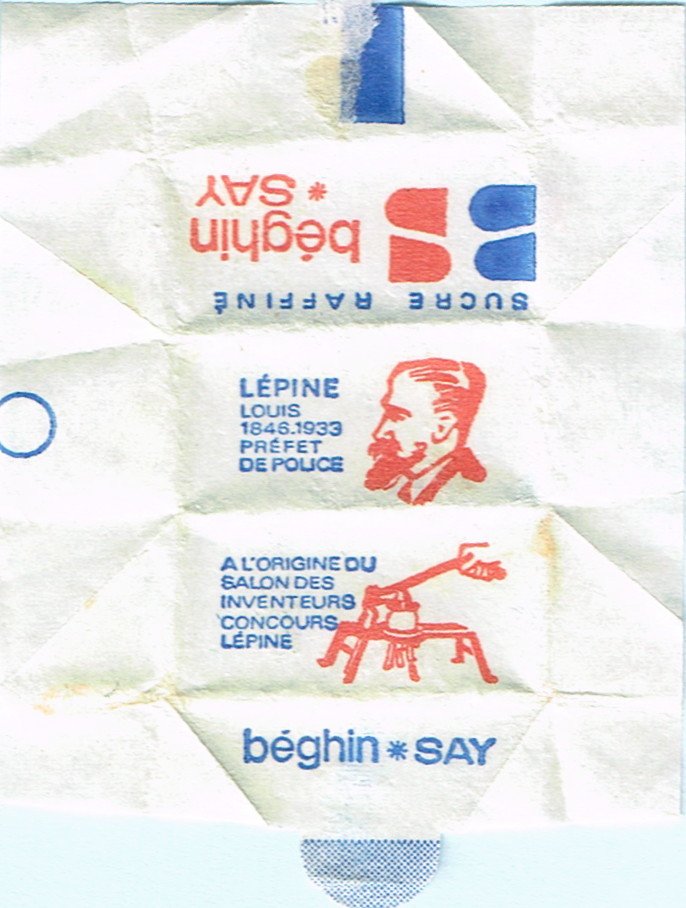 béghin
* SAY
SUCRE RAFFINÉ
LÉPINE
LOUIS
1846.1933
PRÉFET
DE POLICE
A L'ORIGINE DU
SALON DES
INVENTEURS
CONCOURS
LÉPINE
béghin * SAY